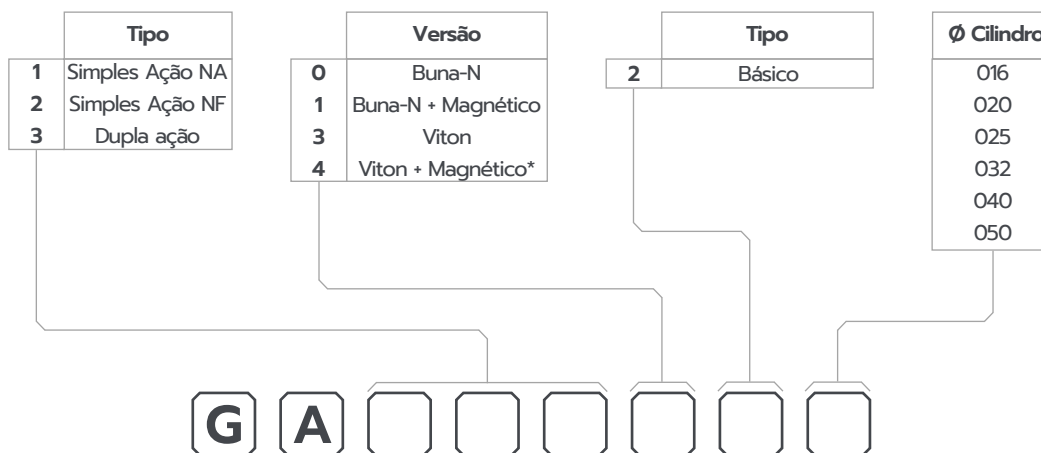 Tipo
1 Simples Ação NA
2 Simples Ação NF
3 Dupla ação
Versão
0 Buna-N
1 Buna-N + Magnético
3 Viton
4 Viton + Magnético*
Tipo
2 Básico
Ø Cilindro
016
020
025
032
040
050
G A